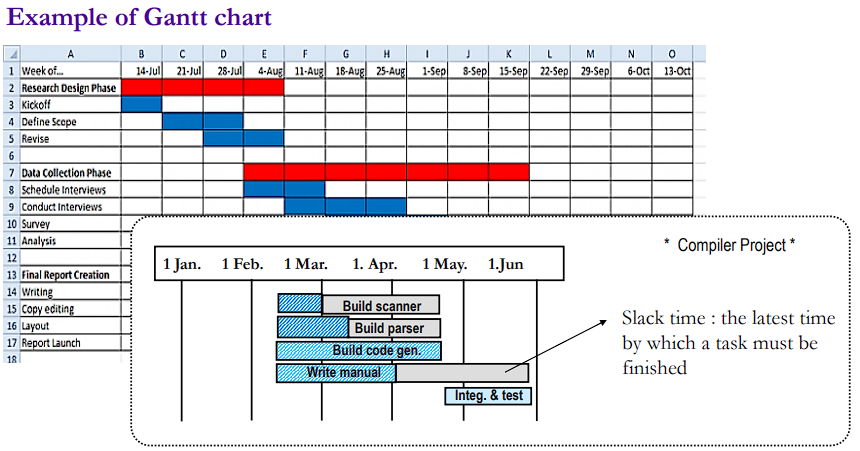 Example of Gantt chart
A B C D E F G H I J K L M N O
1 Week of... 14-Jul 21-Jul 28-Jul 4-Aug 11-Aug 18-Aug 25-Aug 1-Sep 8-Sep 15-Sep 22-Sep 29-Sep 6-Oct 13-Oct
2 Research Design Phase
3 Kickoff
4 Define Scope
5 Revise
6
7 Data Collection Phase
8 Schedule Interviews
9 Conduct Interviews
10 Survey
11 Analysis
12
13 Final Report Creation
14 Writing
15 Copy editing
16 Layout
17 Report Launch
18
* Compiler Project *
1 Jan. 1 Feb. 1 Mar. 1. Apr. 1 May. 1.Jun
Build scanner
Build parser
Build code gen.
Write manual
Integ. & test
Slack time : the latest time
by which a task must be
finished